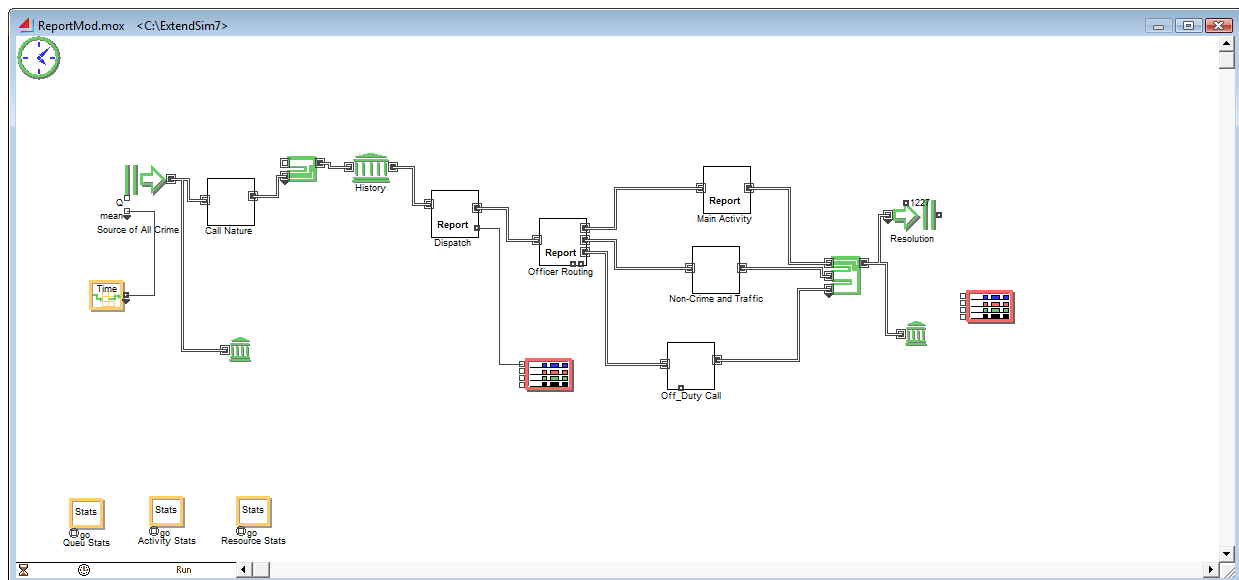 ReportMod.mox <C:\ExtendSim7>
Q
mean
Source of All Crime
Time
Call Nature
History
Report
Dispatch
Report
Officer Routing
Report
Main Activity
Non-Crime and Traffic
Off_Duty Call
1227
Resolution
Stats
go
Queu Stats
Stats
go
Activity Stats
Stats
go
Resource Stats
Run